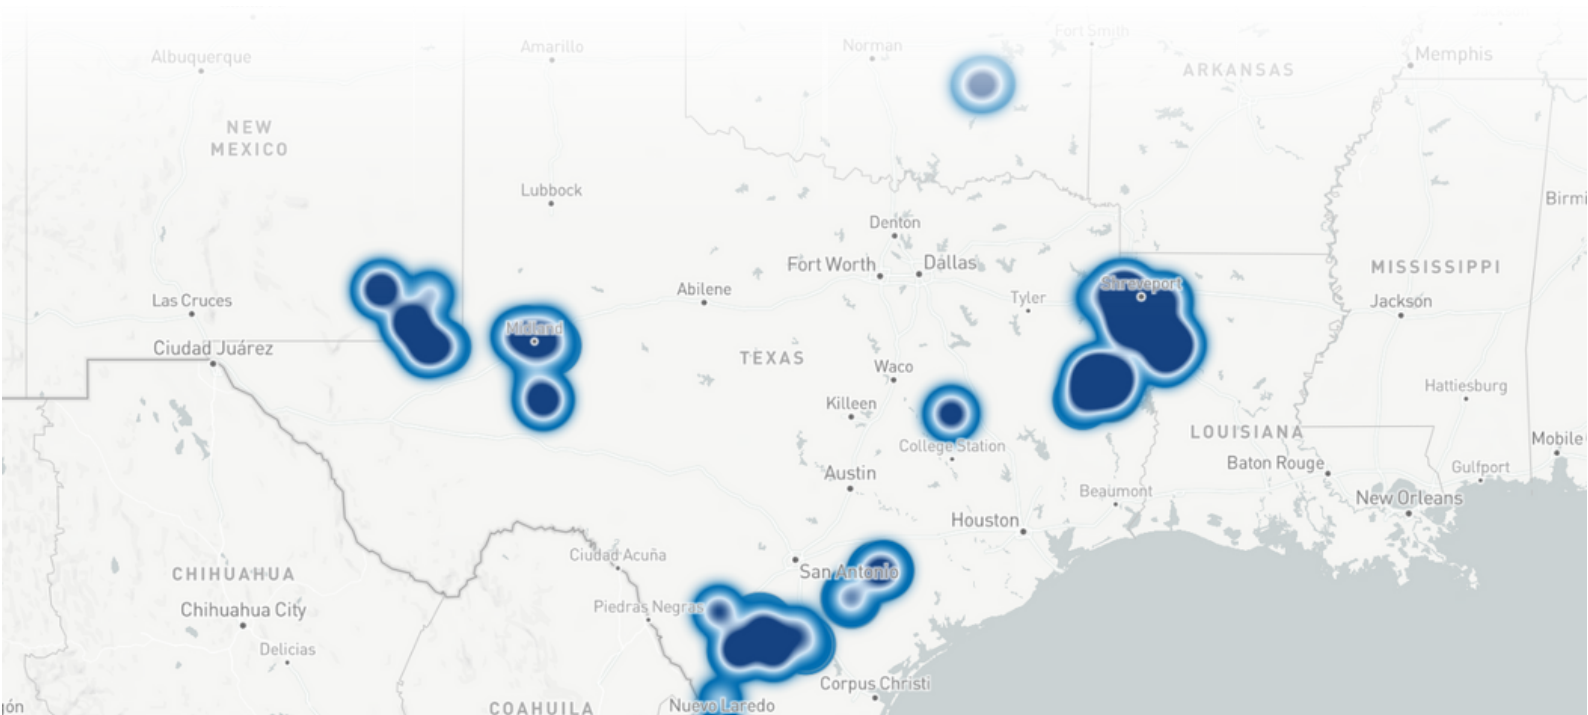 Fort Smith
Albuquerque
Amarillo
Norman
Memphis
ARKANSAS
NEW
MEXICO
Lubbock
Birmi
Denton
Fort Worth
Dallas
MISSISSIPPI
Las Cruces
Abilene
Tyler
Shreveport
Jackson
Midland
Ciudad Juárez
TEXAS
Waco
Hattiesburg
Killeen
College Station
LOUISIANA
Mobile
Baton Rouge
Gulfport
Austin
Beaumont
New Orleans
Houston
Ciudad Acuña
San Antonio
CHIHUAHUA
Piedras Negras
Chihuahua City
Delicias
Corpus Christi
Nuevo Laredo
COAHUILA
ón